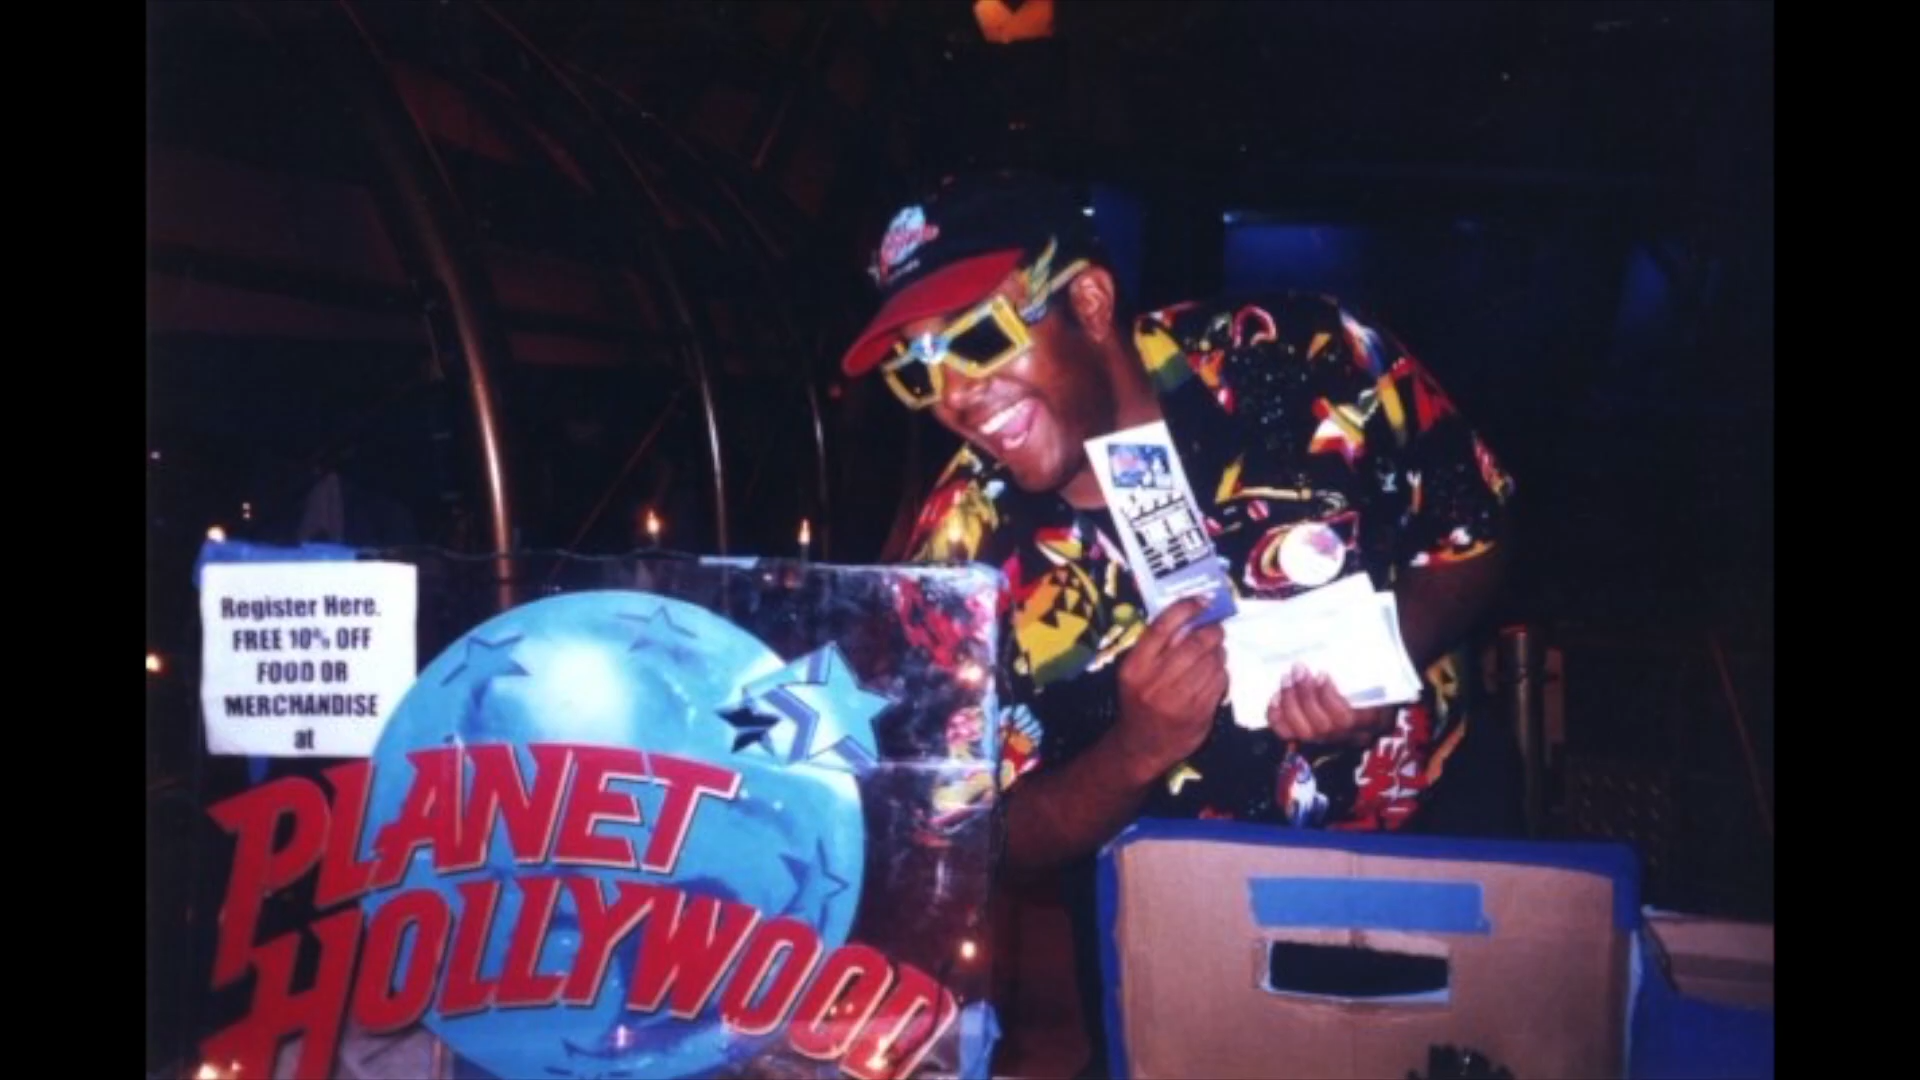 Register Here.
FREE 10% OFF
FOOD OR
MERCHANDISE
at
PLANET
HOLLYWOOD